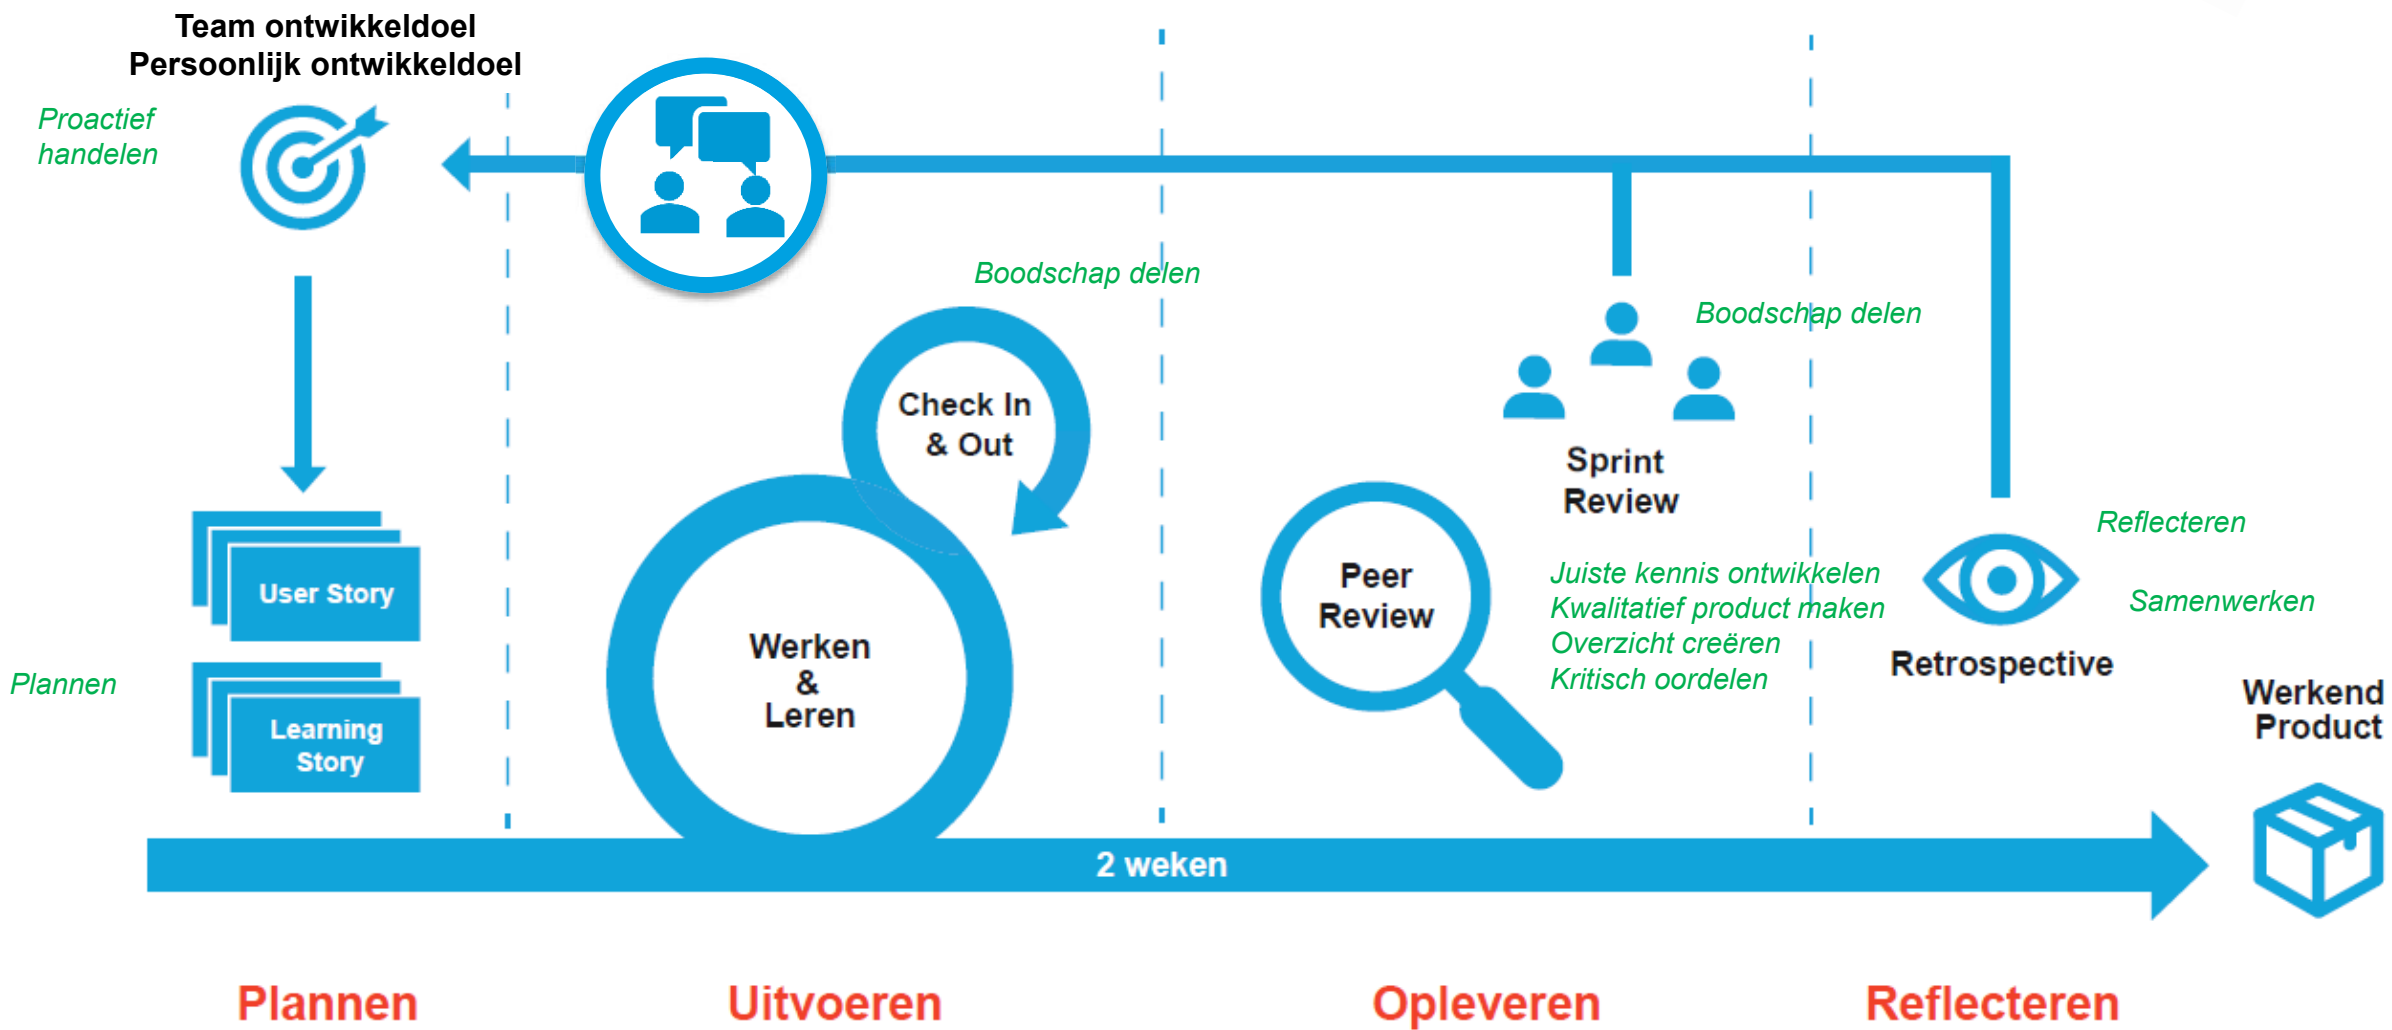 Team ontwikkeldoel
Persoonlijk ontwikkeldoel
Proactief
handelen
Boodschap delen
Boodschap delen
Check In
& Out
Sprint
Review
Reflecteren
User Story
Peer
Review
Juiste kennis ontwikkelen
Kwalitatief product maken
Overzicht creëren
Kritisch oordelen
Samenwerken
Werken
&
Leren
Retrospective
Plannen
Learning
Story
Werkend
Product
2 weken
Plannen
Uitvoeren
Opleveren
Reflecteren